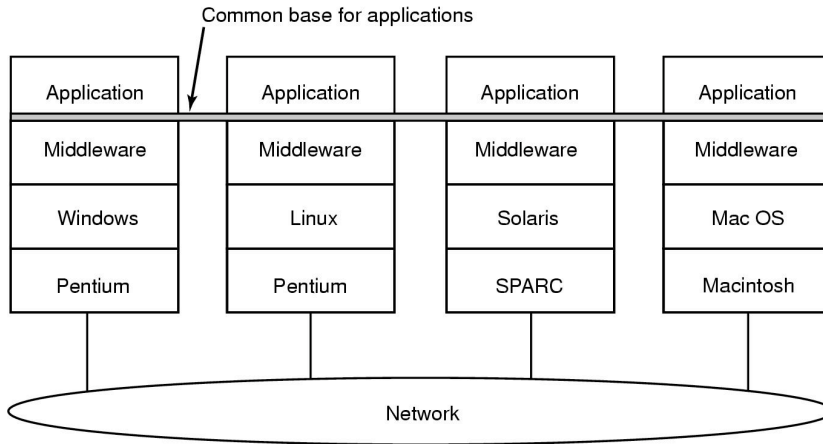 Common base for applications
Application Application Application Application
Middleware Middleware Middleware Middleware
Windows Linux Solaris Mac OS
Pentium Pentium SPARC Macintosh
Network